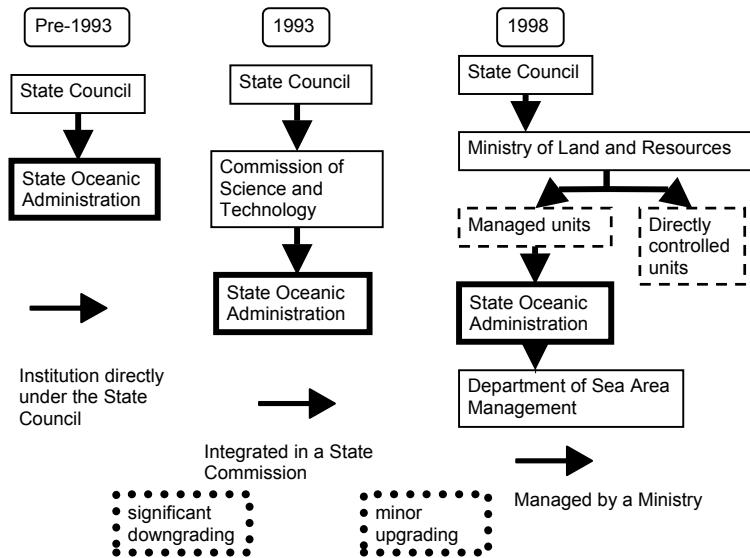 Pre-1993
State Council
State Oceanic
Administration
Institution directly
under the State
Council
1993
State Council
Commission of
Science and
Technology
State Oceanic
Administration
Integrated in a State
Commission
1998
State Council
Ministry of Land and Resources
Managed units
Directly
controlled
units
State Oceanic
Administration
Department of Sea Area
Management
Managed by a Ministry
significant
downgrading
minor
upgrading